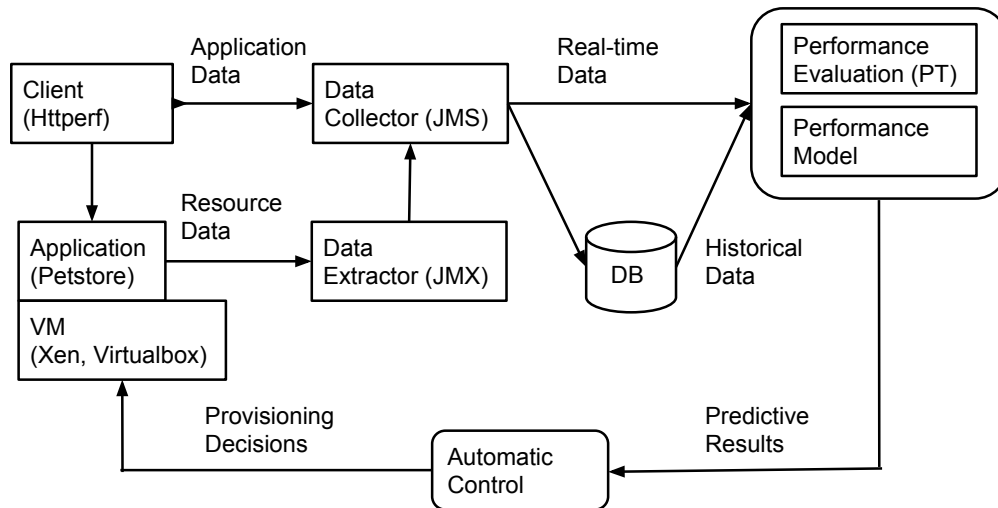 Application
Data
Real-time
Data
Performance
Evaluation (PT)
Client
(Httperf)
Data
Collector (JMS)
Performance
Model
Resource
Data
Application
(Petstore)
Data
Extractor (JMX)
DB
Historical
Data
VM
(Xen, Virtualbox)
Provisioning
Decisions
Automatic
Control
Predictive
Results